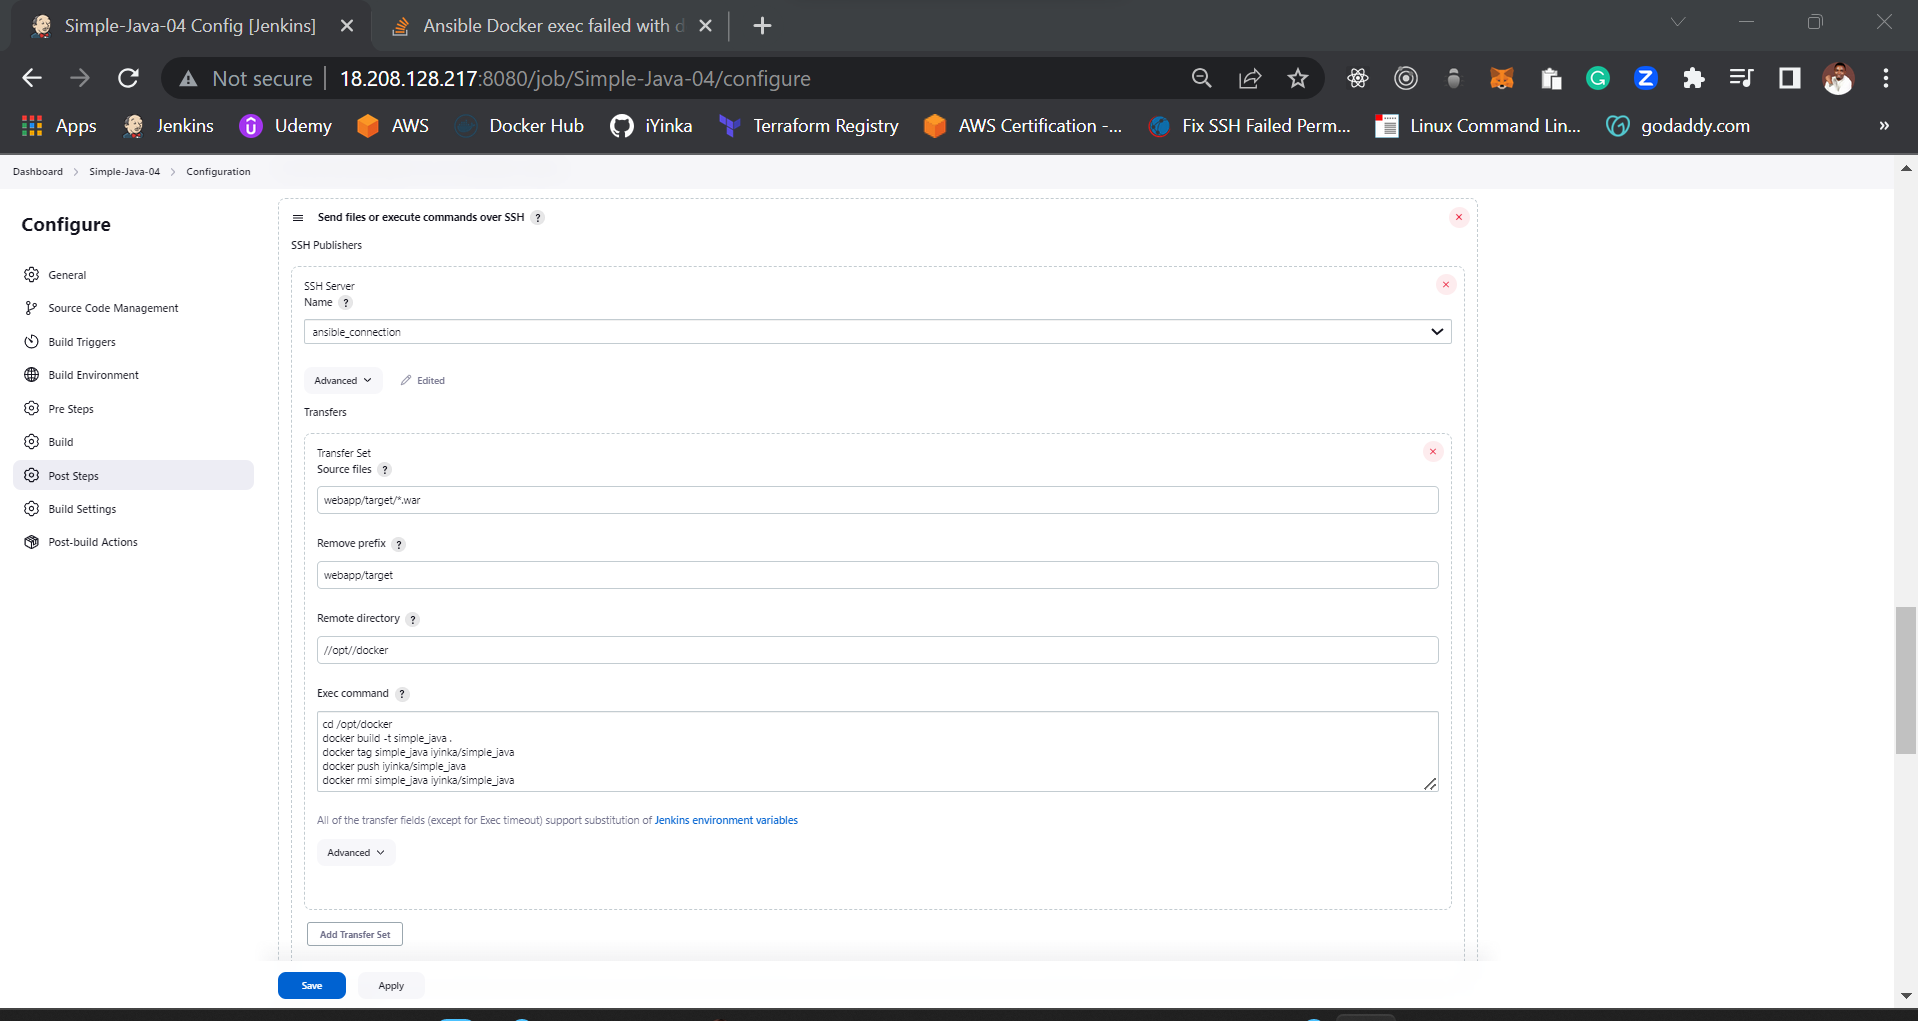 Simple-Java-04 Config [Jenkins]
Ansible Docker exec failed with d
Not secure
18.208.128.217:8080/job/Simple-Java-04/configure
Apps
Jenkins
Udemy
AWS
Docker Hub
iYinka
Terraform Registry
AWS Certification -...
Fix SSH Failed Perm...
Linux Command Lin...
godaddy.com
»
Dashboard
Simple-Java-04
Configuration
Configure
General
Source Code Management
Build Triggers
Build Environment
Pre Steps
Build
Post Steps
Build Settings
Post-build Actions
Send files or execute commands over SSH ?
SSH Publishers
SSH Server
Name ?
ansible_connection
Advanced
Edited
Transfers
Transfer Set
Source files ?
webapp/target/*.war
Remove prefix ?
webapp/target
Remote directory ?
//opt//docker
Exec command ?
cd /opt/docker
docker build -t simple_java .
docker tag simple_java iyinka/simple_java
docker push iyinka/simple_java
docker rmi simple_java iyinka/simple_java
All of the transfer fields (except for Exec timeout) support substitution of Jenkins environment variables
Advanced
Add Transfer Set
Save
Apply